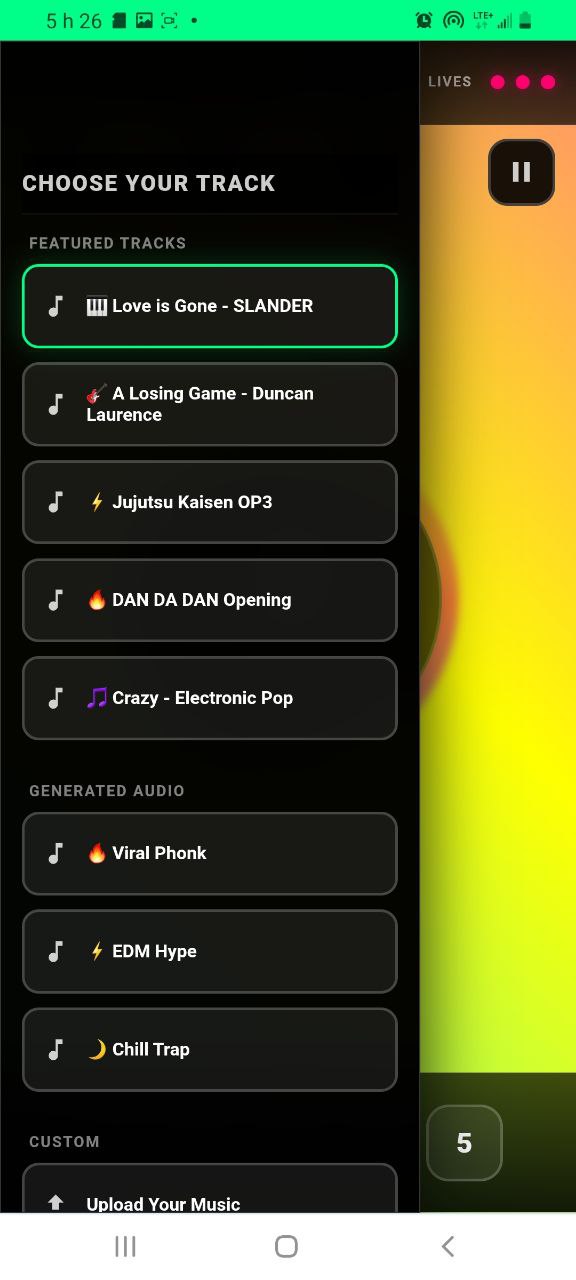 5 h 26
LTE+
LIVES
CHOOSE YOUR TRACK
FEATURED TRACKS
Love is Gone - SLANDER
A Losing Game - Duncan
Laurence
Jujutsu Kaisen OP3
DAN DA DAN Opening
Crazy - Electronic Pop
GENERATED AUDIO
Viral Phonk
EDM Hype
Chill Trap
5
CUSTOM
Upload Your Music